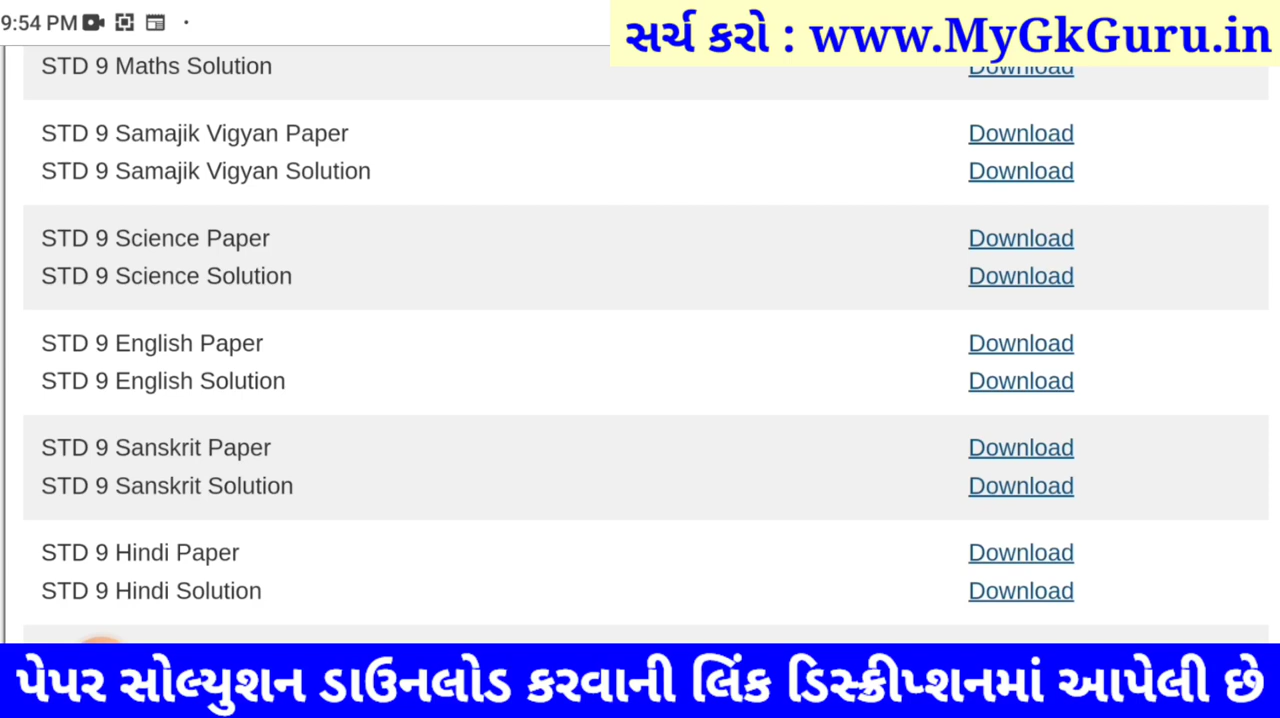 9:54 PM
સર્ચ કરો : www.MyGkGuru.in
STD 9 Maths Solution Download
STD 9 Samajik Vigyan Paper Download
STD 9 Samajik Vigyan Solution Download
STD 9 Science Paper Download
STD 9 Science Solution Download
STD 9 English Paper Download
STD 9 English Solution Download
STD 9 Sanskrit Paper Download
STD 9 Sanskrit Solution Download
STD 9 Hindi Paper Download
STD 9 Hindi Solution Download
પેપર સોલ્યુશન ડાઉનલોડ કરવાની લિંક ડિસ્ક્રીપ્શનમાં આપેલી છે